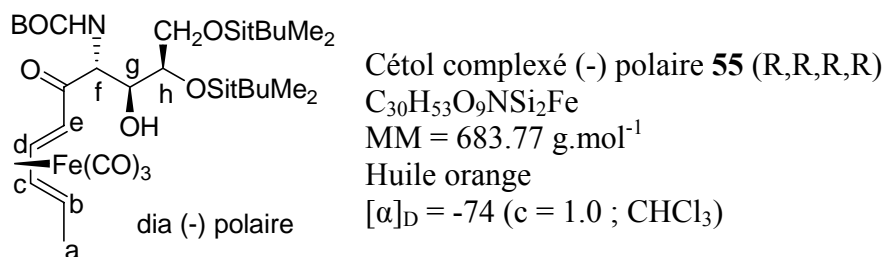 BOCHN
CH₂OSitBuMe₂
O
g
f
h
OSitBuMe₂
OH
e
d
Fe(CO)₃
c
b
a
dia (-) polaire
Cétol complexé (-) polaire 55 (R,R,R,R)
C₃₀H₅₃O₉NSi₂Fe
MM = 683.77 g.mol⁻¹
Huile orange
[α]D = -74 (c = 1.0 ; CHCl₃)